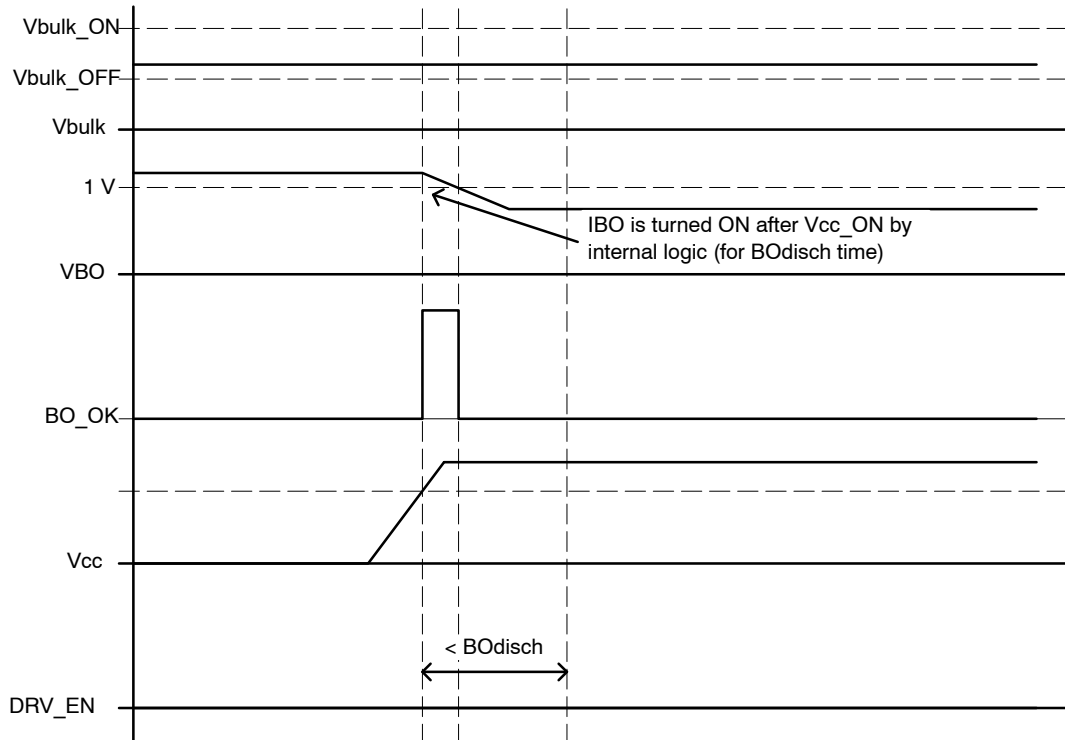 Vbulk_ON
Vbulk_OFF
Vbulk
1 V
IBO is turned ON after Vcc_ON by
internal logic (for BOdisch time)
VBO
BO_OK
Vcc
< BOdisch
DRV_EN